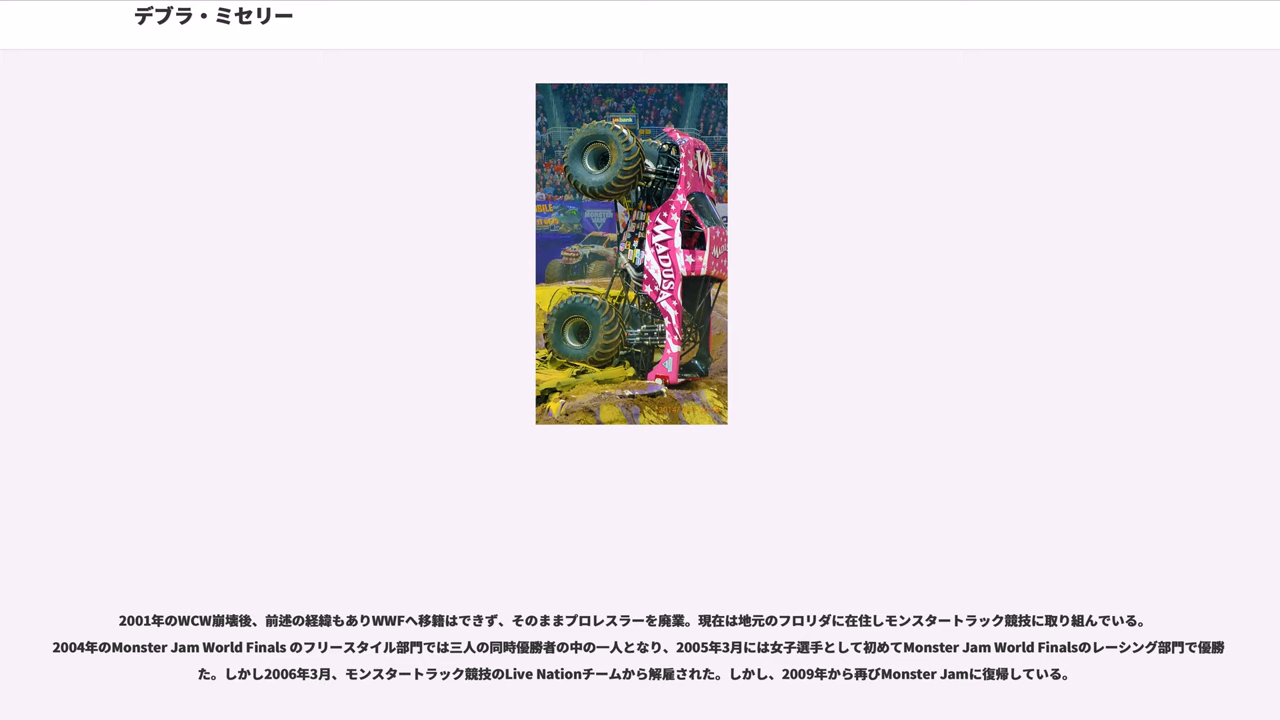 デブラ・ミセリー
usbank
MONSTER JAM
MADUSA
2001年のWCW崩壊後、前述の経緯もありWWFへ移籍はできず、そのままプロレスラーを廃業。現在は地元のフロリダに在住しモンスタートラック競技に取り組んでいる。
2004年のMonster Jam World Finals のフリースタイル部門では三人の同時優勝者の中の一人となり、2005年3月には女子選手として初めてMonster Jam World Finalsのレーシング部門で優勝
た。しかし2006年3月、モンスタートラック競技のLive Nationチームから解雇された。しかし、2009年から再びMonster Jamに復帰している。